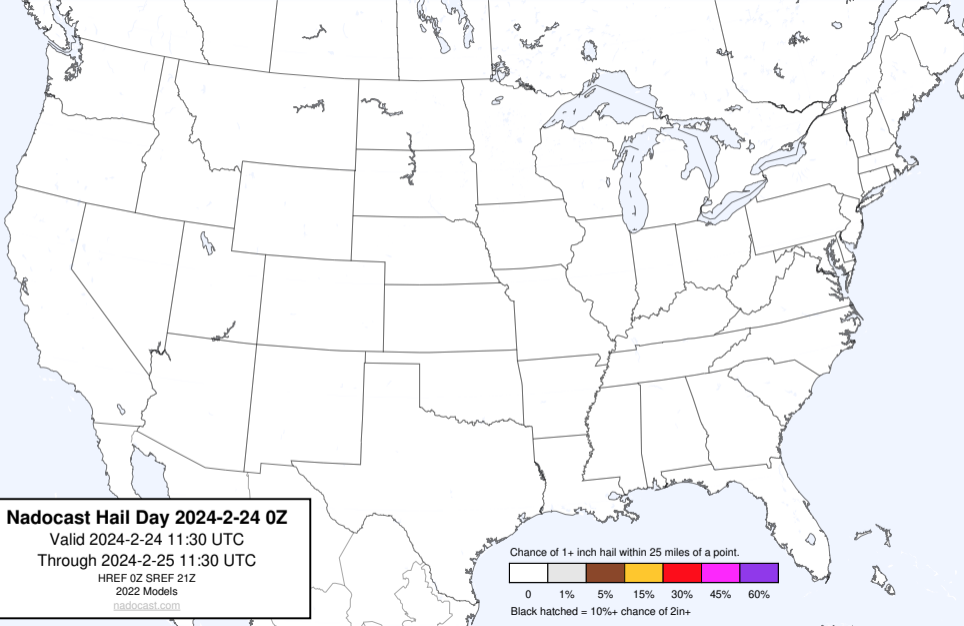 Nadocast Hail Day 2024-2-24 0Z
Valid 2024-2-24 11:30 UTC
Through 2024-2-25 11:30 UTC
HREF 0Z SREF 21Z
2022 Models
nadocast.com
Chance of 1+ inch hail within 25 miles of a point.
0 1% 5% 15% 30% 45% 60%
Black hatched = 10%+ chance of 2in+